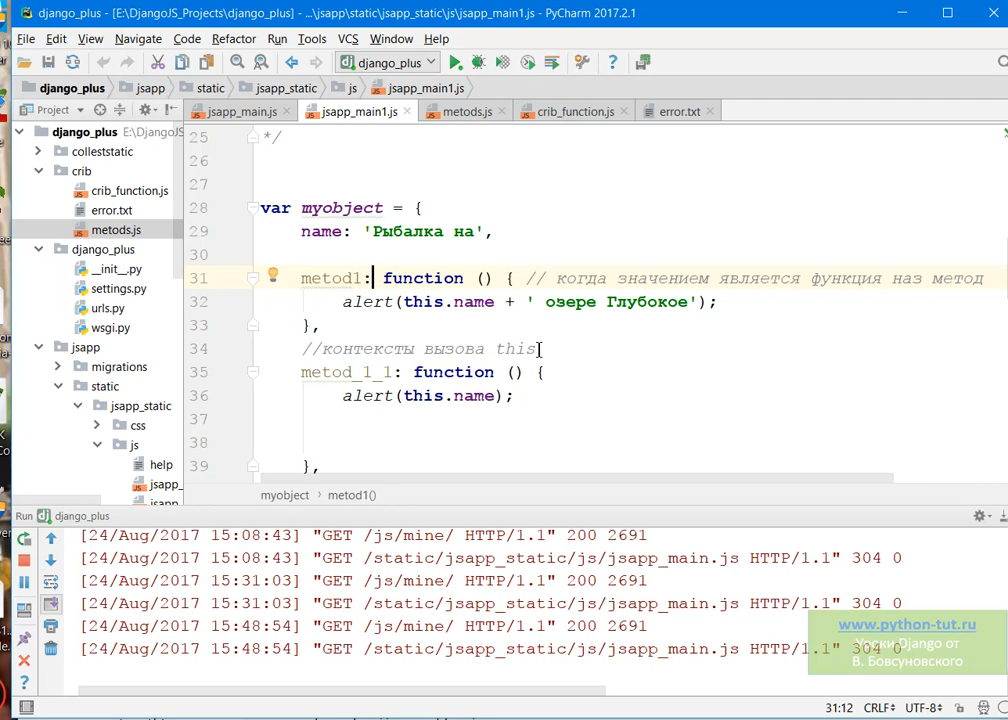 django_plus - [E:\DjangoJS_Projects\django_plus] - ...\jsapp\static\jsapp_static\js\jsapp_main1.js - PyCharm 2017.2.1
File Edit View Navigate Code Refactor Run Tools VCS Window Help
django_plus
django_plus jsapp static jsapp_static js jsapp_main1.js
Project jsapp_main.js jsapp_main1.js metods.js crib_function.js error.txt
django_plus E:\DjangoJS
colleststatic
crib
crib_function.js
error.txt
metods.js
django_plus
__init__.py
settings.py
urls.py
wsgi.py
jsapp
migrations
static
jsapp_static
css
js
help
jsapp_
25 */
26
27
28 var myobject = {
29 name: 'Рыбалка на',
30
31 metod1: function () { // когда значением является функция наз метод
32 alert(this.name + ' озере Глубокое');
33 },
34 //контексты вызова this
35 metod_1_1: function () {
36 alert(this.name);
37
38
39 },
myobject › metod1()
Run django_plus
[24/Aug/2017 15:08:43] "GET /js/mine/ HTTP/1.1" 200 2691
[24/Aug/2017 15:08:43] "GET /static/jsapp_static/js/jsapp_main.js HTTP/1.1" 304 0
[24/Aug/2017 15:31:03] "GET /js/mine/ HTTP/1.1" 200 2691
[24/Aug/2017 15:31:03] "GET /static/jsapp_static/js/jsapp_main.js HTTP/1.1" 304 0
[24/Aug/2017 15:48:54] "GET /js/mine/ HTTP/1.1" 200 2691
[24/Aug/2017 15:48:54] "GET /static/jsapp_static/js/jsapp_main.js HTTP/1.1" 304 0
www.python-tut.ru
Уроки Django от
В. Бовсуновского
31:12 CRLF UTF-8